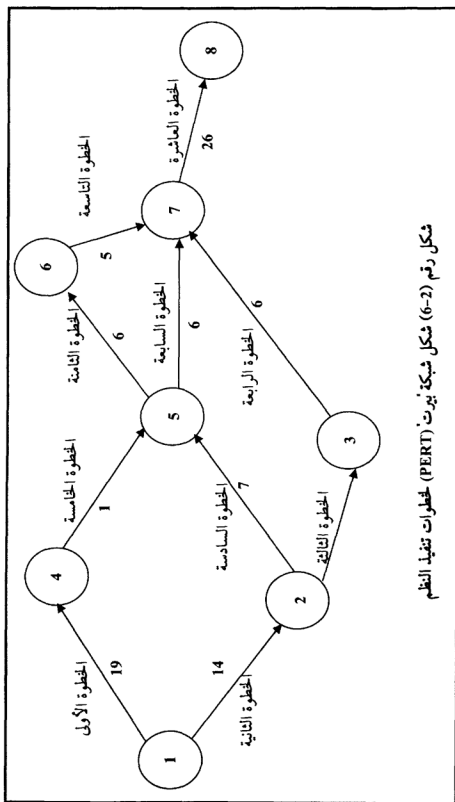 1
الخطوة الأولى
19
الخطوة الثانية
14
4
2
الخطوة الخامسة
1
الخطوة السادسة
7
الخطوة الثالثة
5
3
الخطوة الثامنة
6
الخطوة السابعة
6
الخطوة الرابعة
6
6
الخطوة التاسعة
5
7
الخطوة العاشرة
26
8
شكل رقم (6-2) شكل شبكة بُيرت' (PERT) لخطوات تنفيذ النظم